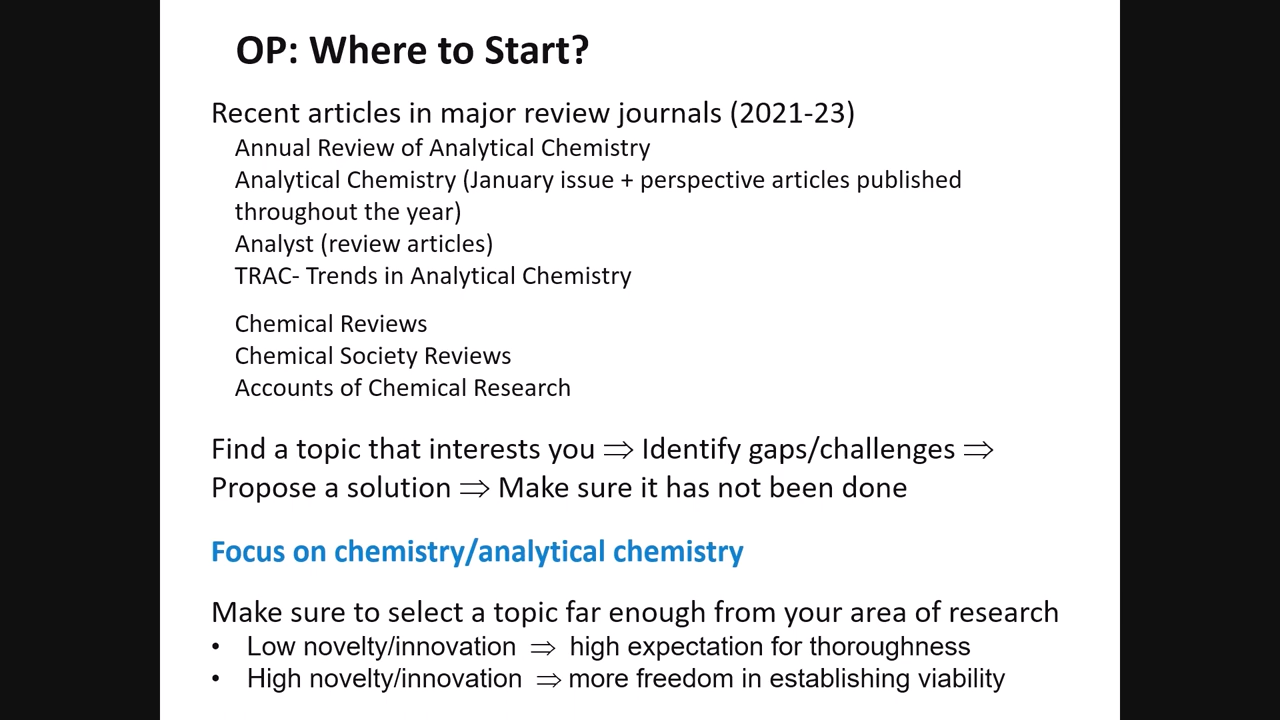 OP: Where to Start?
Recent articles in major review journals (2021-23)
Annual Review of Analytical Chemistry
Analytical Chemistry (January issue + perspective articles published
throughout the year)
Analyst (review articles)
TRAC- Trends in Analytical Chemistry
Chemical Reviews
Chemical Society Reviews
Accounts of Chemical Research
Find a topic that interests you ⇒ Identify gaps/challenges ⇒
Propose a solution ⇒ Make sure it has not been done
Focus on chemistry/analytical chemistry
Make sure to select a topic far enough from your area of research
• Low novelty/innovation ⇒ high expectation for thoroughness
• High novelty/innovation ⇒ more freedom in establishing viability